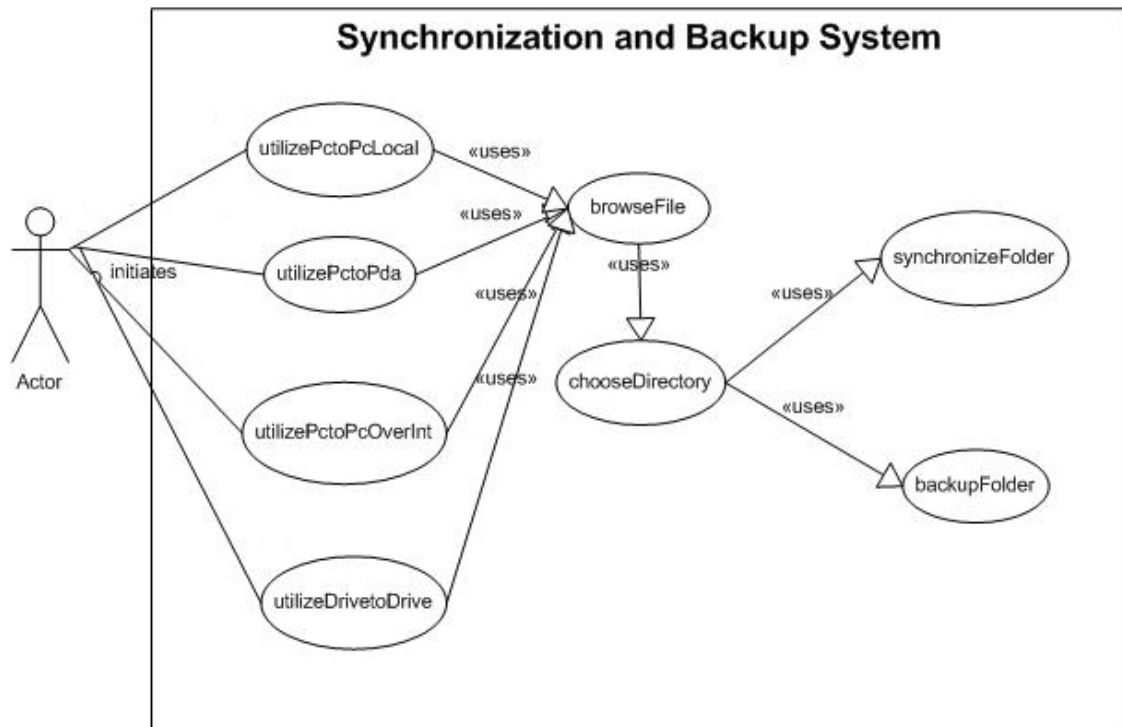 Synchronization and Backup System
utilizePctoPcLocal
«uses»
browseFile
«uses»
initiates
utilizePctoPda
«uses»
synchronizeFolder
«uses»
«uses»
Actor
«uses»
chooseDirectory
«uses»
utilizePctoPcOverInt
backupFolder
utilizeDrivetoDrive